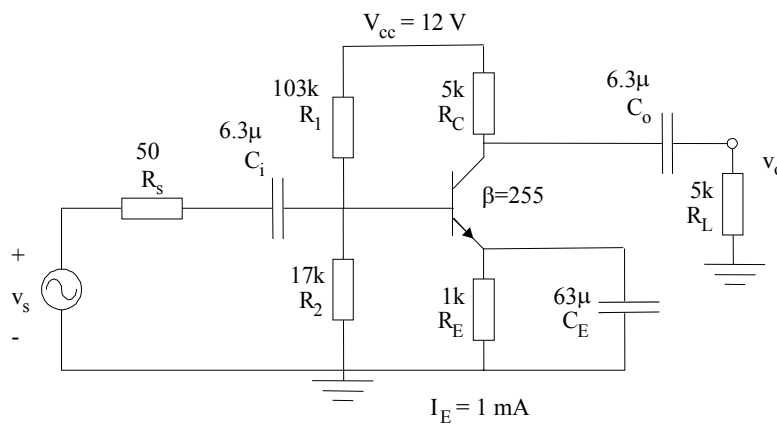 V_cc = 12 V
103k
R_1
5k
R_C
6.3μ
C_o
6.3μ
C_i
50
R_s
β=255
5k
R_L
+
v_s
-
17k
R_2
1k
R_E
63μ
C_E
I_E = 1 mA